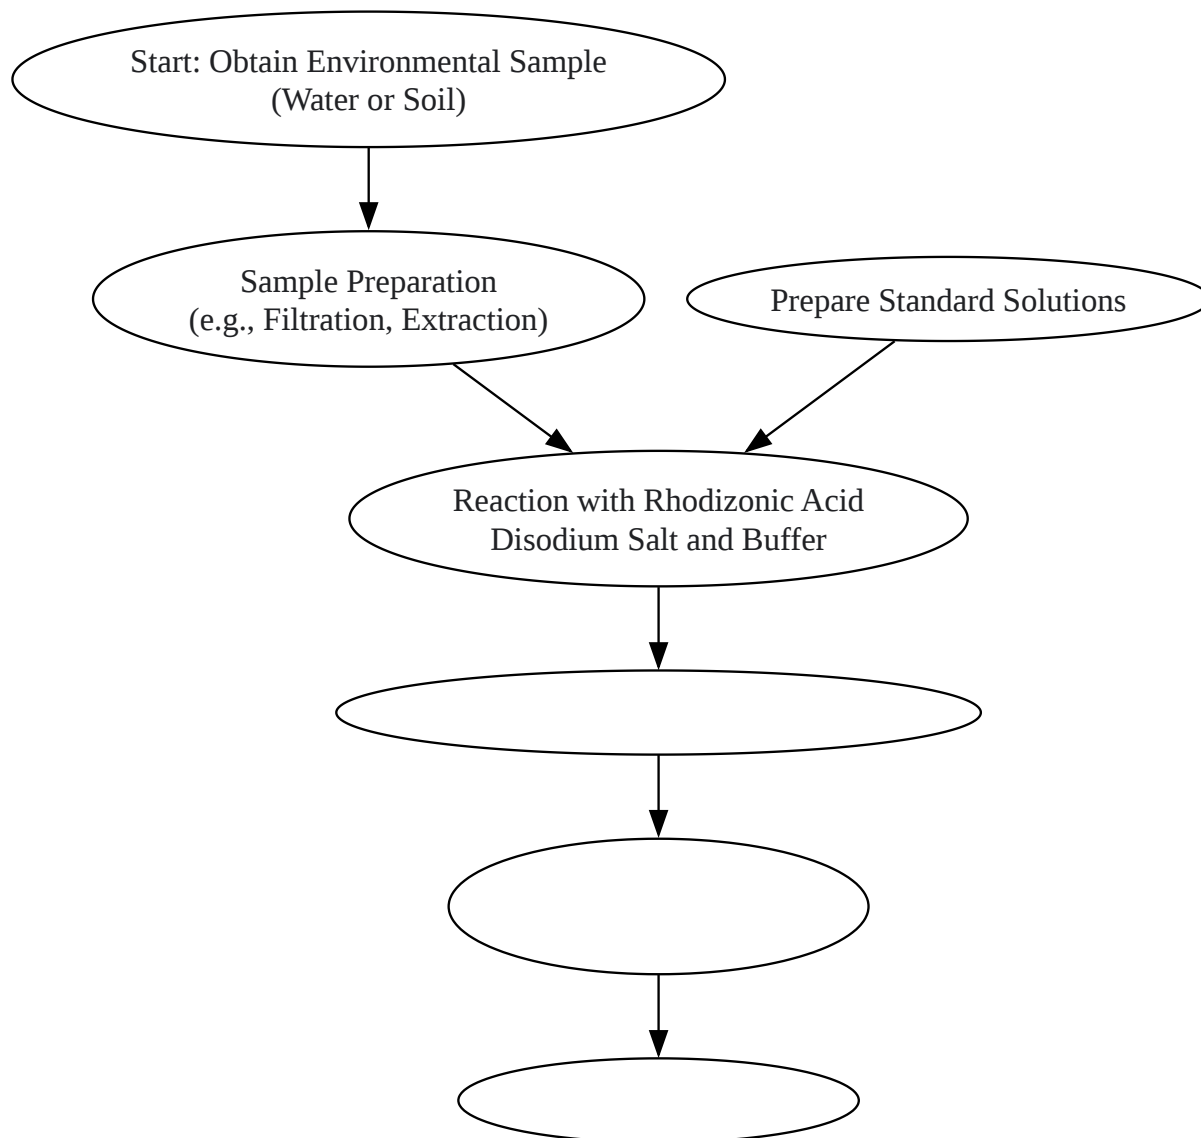 Start: Obtain Environmental Sample
(Water or Soil)
Sample Preparation
(e.g., Filtration, Extraction)
Prepare Standard Solutions
Reaction with Rhodizonic Acid
Disodium Salt and Buffer